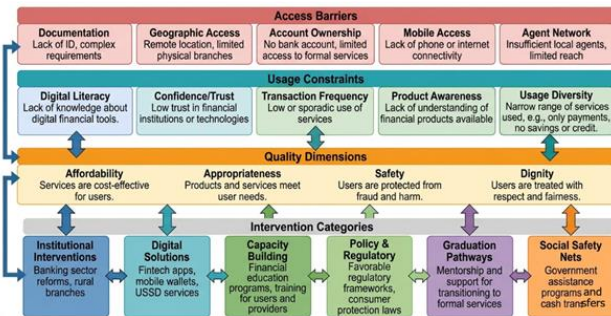 Access Barriers
Documentation
Lack of ID, complex
requirements
Geographic Access
Remote location, limited
physical branches
Account Ownership
No bank account, limited
access to formal services
Mobile Access
Lack of phone or internet
connectivity
Agent Network
Insufficient local agents,
limited reach
Usage Constraints
Digital Literacy
Lack of knowledge about
digital financial tools.
Confidence/Trust
Low trust in financial
institutions or technologies
Transaction Frequency
Low or sporadic use of
services
Product Awareness
Lack of understanding of
financial products available
Usage Diversity
Narrow range of services
used, e.g., only payments,
no savings or credit.
Quality Dimensions
Affordability
Services are cost-effective
for users.
Appropriateness
Products and services meet
user needs.
Safety
Users are protected from
fraud and harm.
Dignity
Users are treated with
respect and fairness.
Intervention Categories
Institutional
Interventions
Banking sector
reforms, rural
branches
Digital
Solutions
Fintech apps,
mobile wallets,
USSD services
Capacity
Building
Financial
education
programs, training
for users and
providers
Policy &
Regulatory
Favorable
regulatory
frameworks,
consumer
protection laws
Graduation
Pathways
Mentorship and
support for
transitioning to
formal services
Social Safety
Nets
Government
assistance
programs and
cash transfers